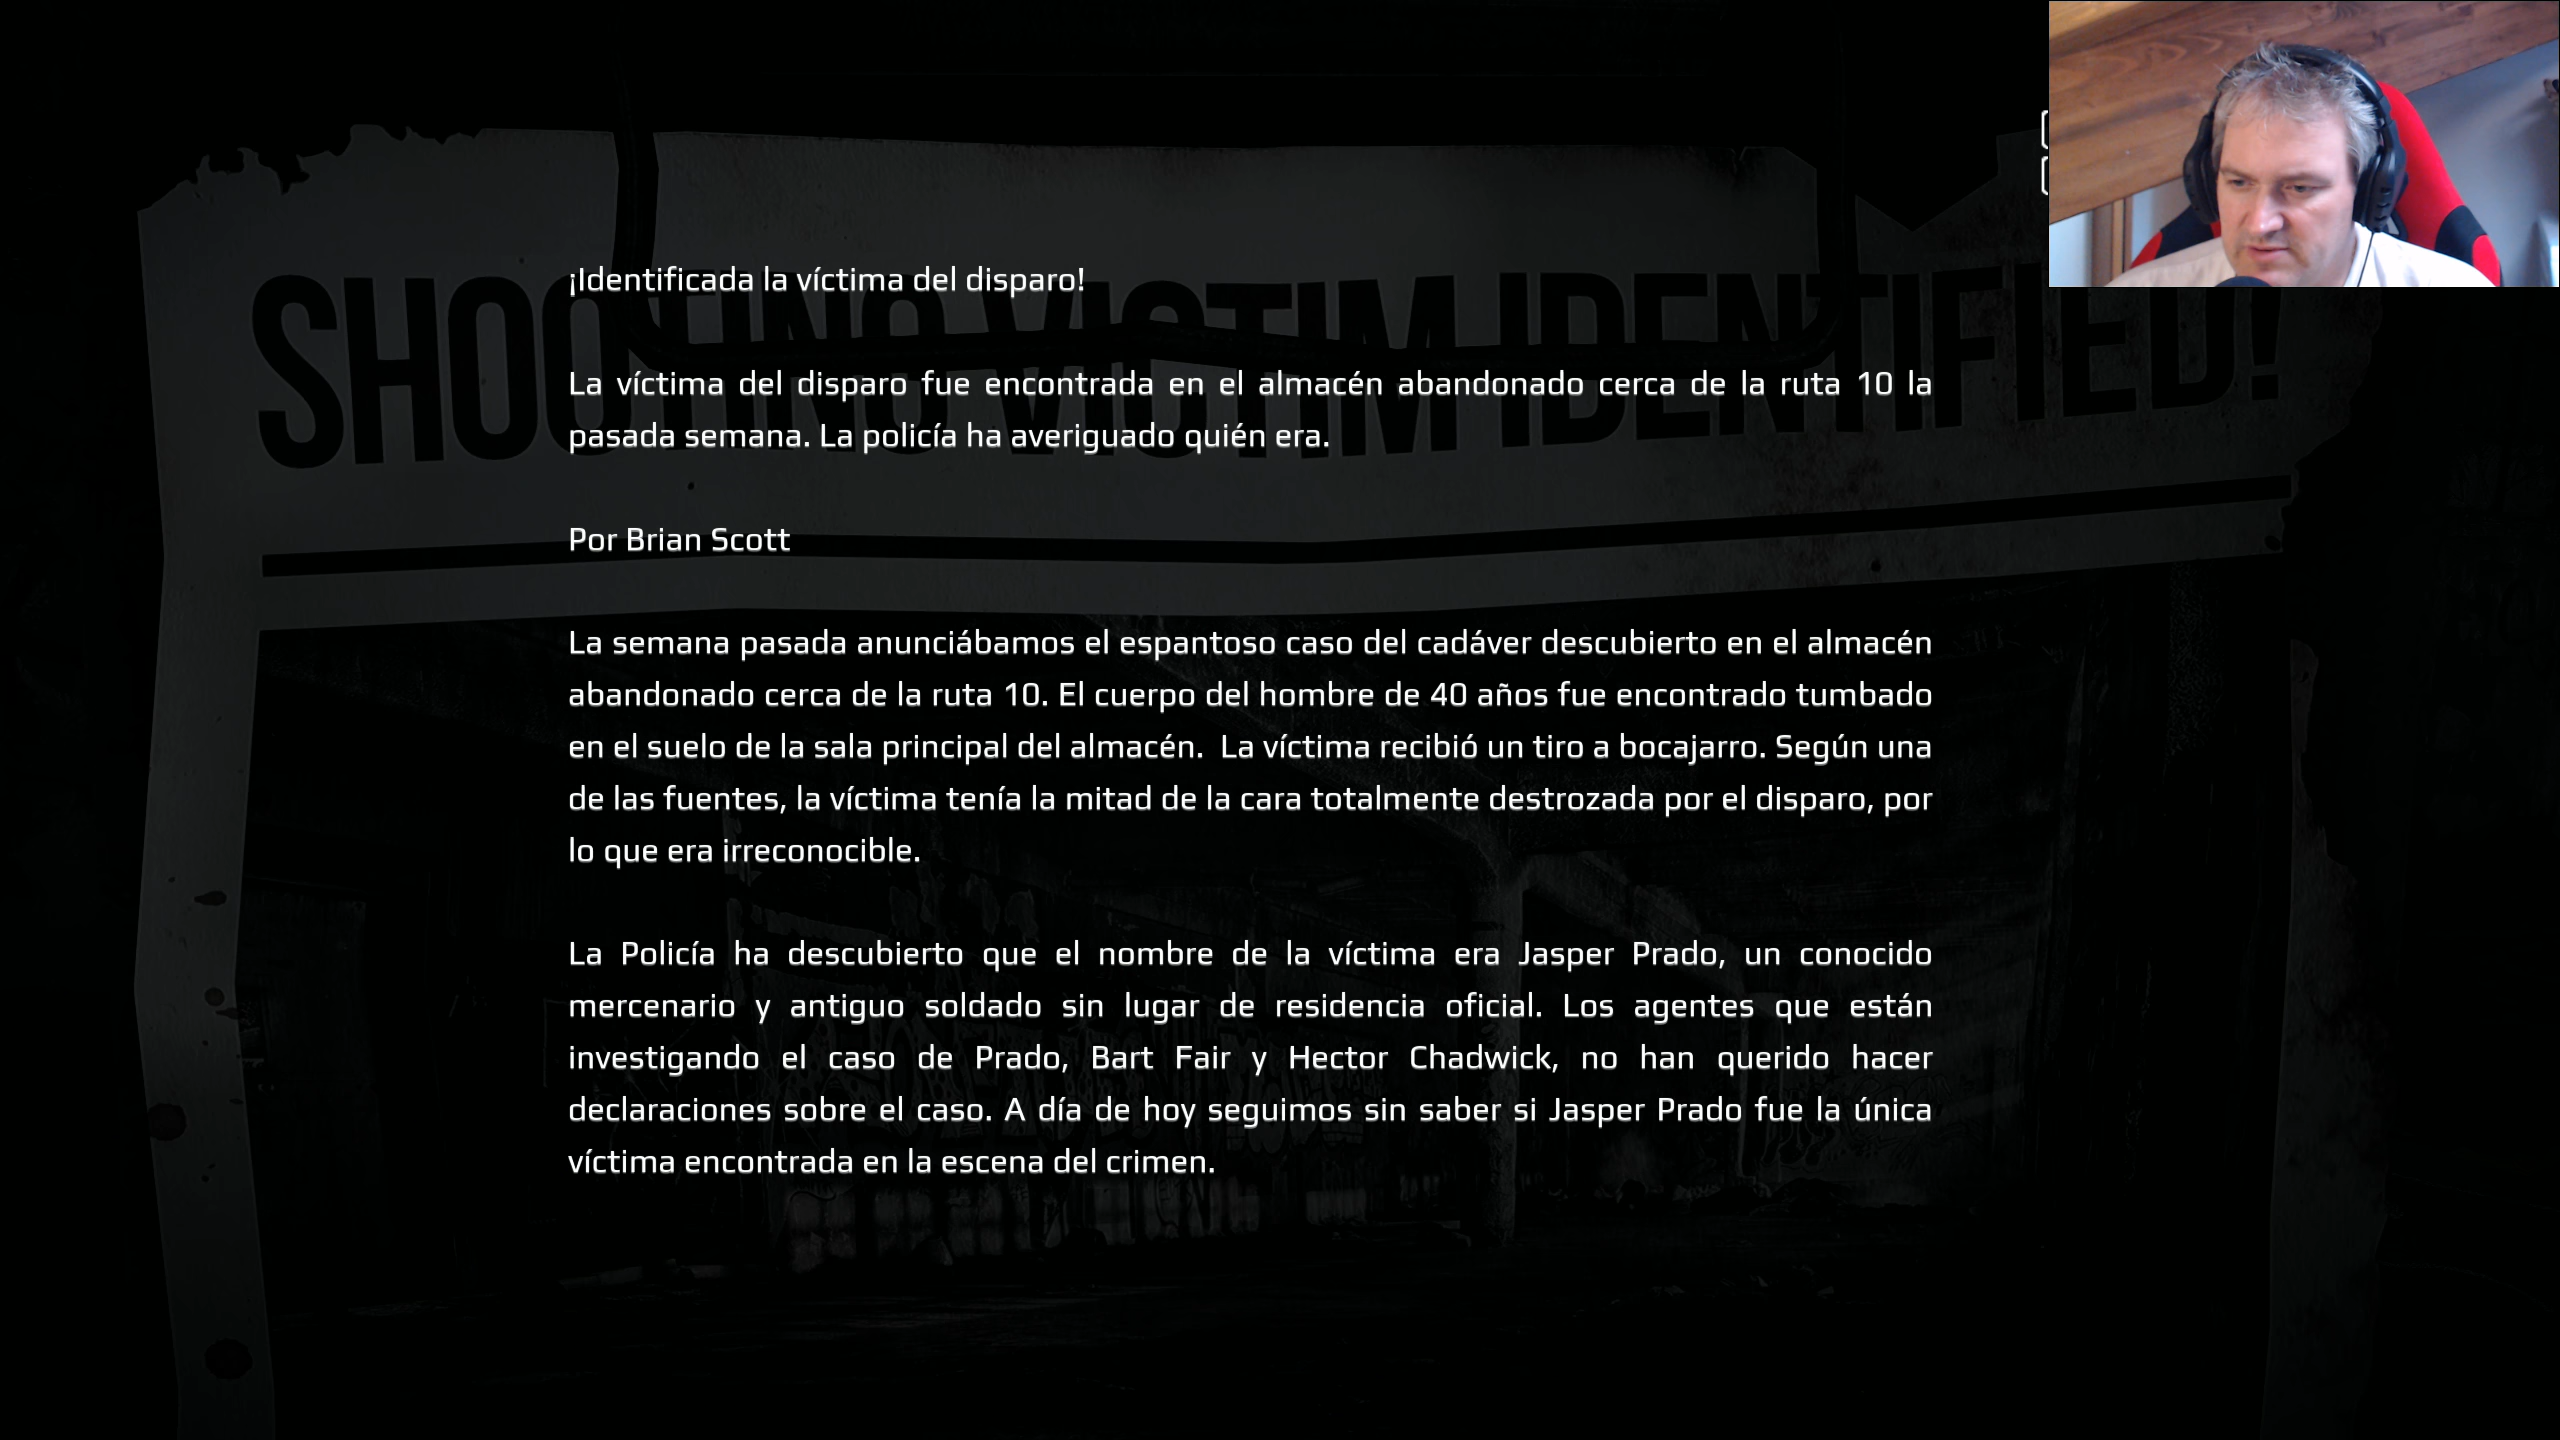 SHOOTING VICTIM IDENTIFIED!
¡Identificada la víctima del disparo!
La víctima del disparo fue encontrada en el almacén abandonado cerca de la ruta 10 la
pasada semana. La policía ha averiguado quién era.
Por Brian Scott
La semana pasada anunciábamos el espantoso caso del cadáver descubierto en el almacén
abandonado cerca de la ruta 10. El cuerpo del hombre de 40 años fue encontrado tumbado
en el suelo de la sala principal del almacén.  La víctima recibió un tiro a bocajarro. Según una
de las fuentes, la víctima tenía la mitad de la cara totalmente destrozada por el disparo, por
lo que era irreconocible.
La Policía ha descubierto que el nombre de la víctima era Jasper Prado, un conocido
mercenario y antiguo soldado sin lugar de residencia oficial. Los agentes que están
investigando el caso de Prado, Bart Fair y Hector Chadwick, no han querido hacer
declaraciones sobre el caso. A día de hoy seguimos sin saber si Jasper Prado fue la única
víctima encontrada en la escena del crimen.